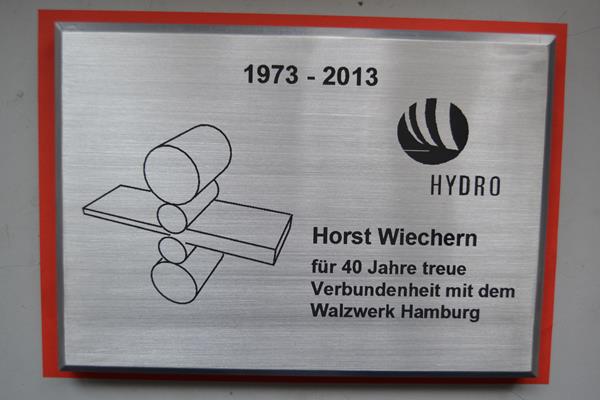 1973 - 2013
HYDRO
Horst Wiechern
für 40 Jahre treue
Verbundenheit mit dem
Walzwerk Hamburg